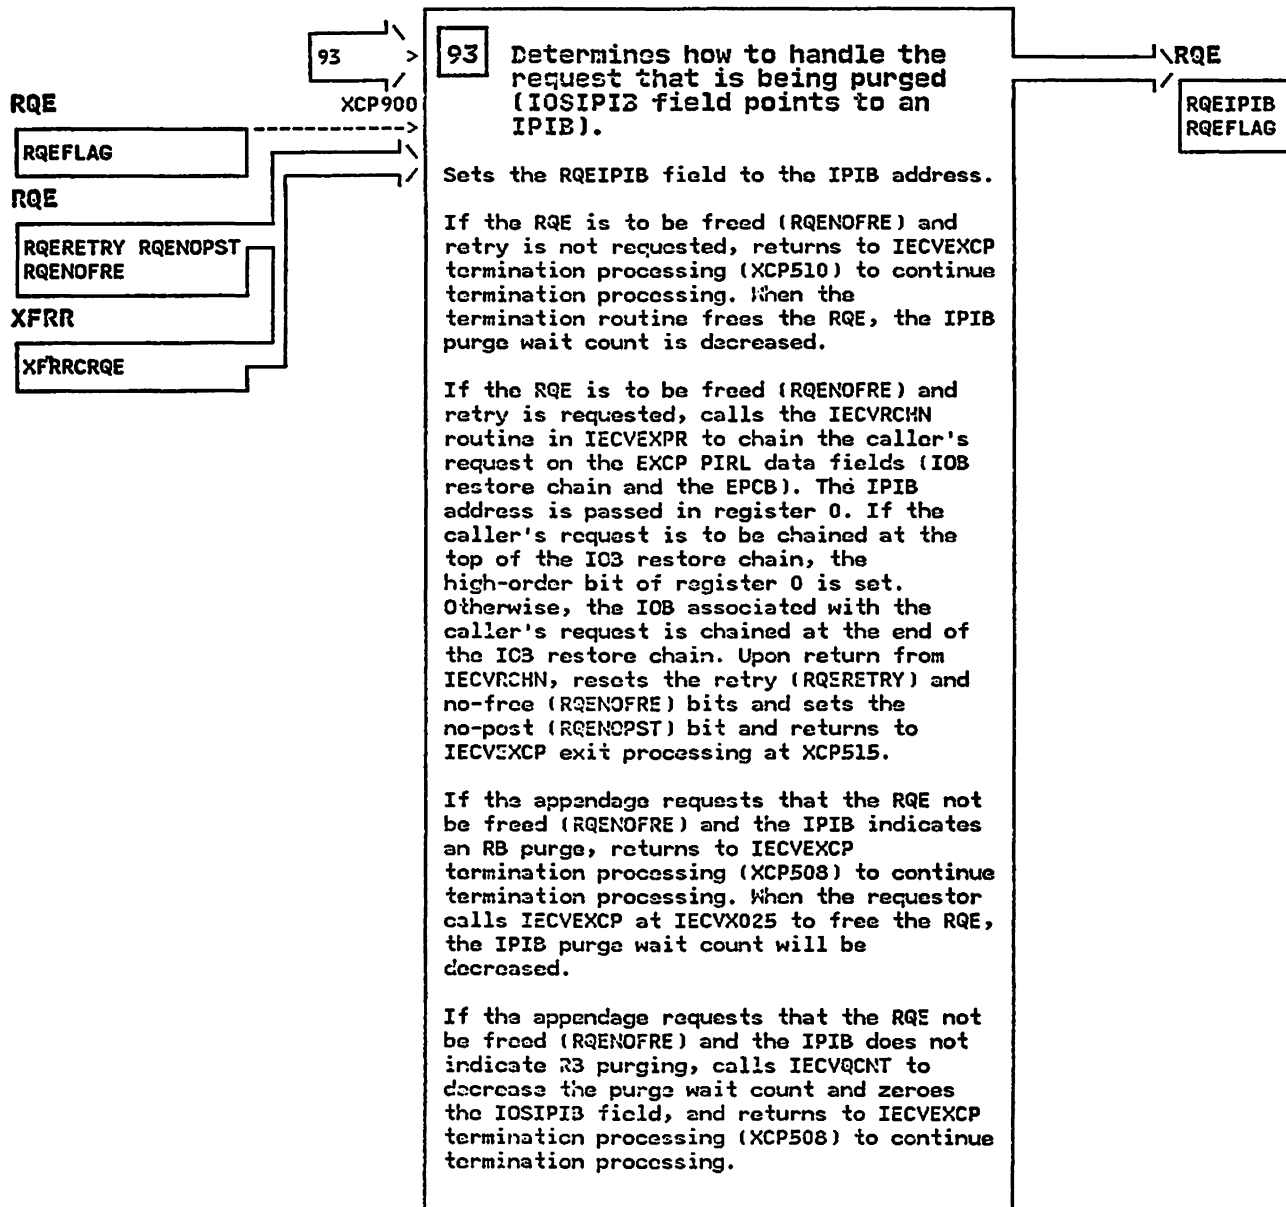 93
RQE
XCP900
RQEFLAG
RQE
RQERETRY RQENOPST
RQENOFRE
XFRR
XFRRCRQE
93 Determines how to handle the
request that is being purged
(IOSIPIB field points to an
IPIB).
Sets the RQEIPIB field to the IPIB address.
If the RQE is to be freed (RQENOFRE) and
retry is not requested, returns to IECVEXCP
termination processing (XCP510) to continue
termination processing. When the
termination routine frees the RQE, the IPIB
purge wait count is decreased.
If the RQE is to be freed (RQENOFRE) and
retry is requested, calls the IECVRCHN
routine in IECVEXPR to chain the caller's
request on the EXCP PIRL data fields (IOB
restore chain and the EPCB). The IPIB
address is passed in register 0. If the
caller's request is to be chained at the
top of the IOB restore chain, the
high-order bit of register 0 is set.
Otherwise, the IOB associated with the
caller's request is chained at the end of
the IOB restore chain. Upon return from
IECVRCHN, resets the retry (RQERETRY) and
no-free (RQENOFRE) bits and sets the
no-post (RQENOPST) bit and returns to
IECVEXCP exit processing at XCP515.
If the appendage requests that the RQE not
be freed (RQENOFRE) and the IPIB indicates
an RB purge, returns to IECVEXCP
termination processing (XCP508) to continue
termination processing. When the requestor
calls IECVEXCP at IECVX025 to free the RQE,
the IPIB purge wait count will be
decreased.
If the appendage requests that the RQE not
be freed (RQENOFRE) and the IPIB does not
indicate RB purging, calls IECVQCNT to
decrease the purge wait count and zeroes
the IOSIPIB field, and returns to IECVEXCP
termination processing (XCP508) to continue
termination processing.
RQE
RQEIPIB
RQEFLAG